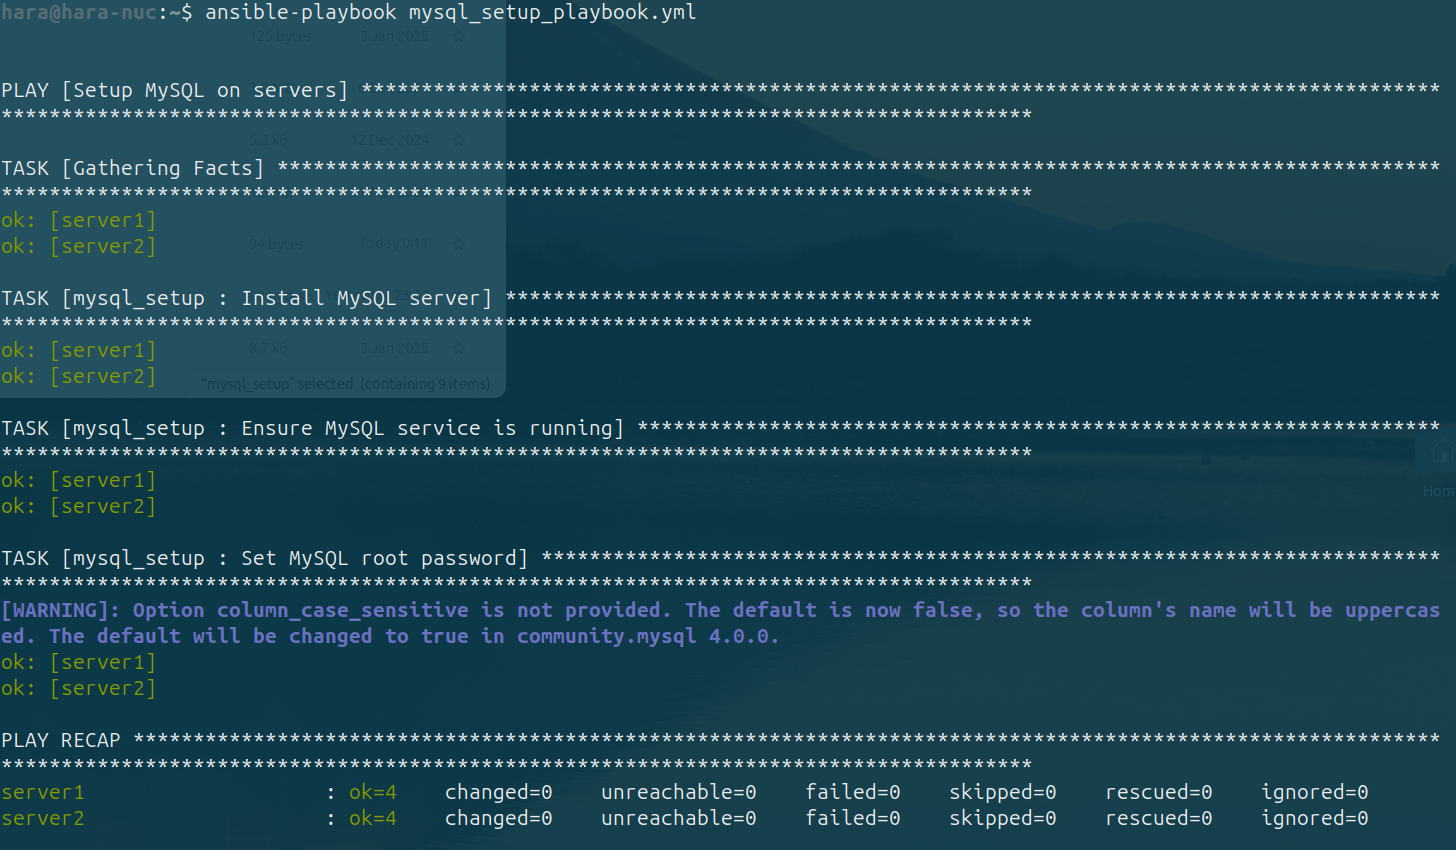 hara@hara-nuc:~$ ansible-playbook mysql_setup_playbook.yml
125 bytes 3 Jan 2025 ☆
PLAY [Setup MySQL on servers] ******************************************************************************************
**************************************************************************************
5.2 kB 12 Dec 2024 ☆
TASK [Gathering Facts] *************************************************************************************************
**************************************************************************************
ok: [server1]
ok: [server2]
94 bytes Today 0:11 ☆
TASK [mysql_setup : Install MySQL server] ******************************************************************************
**************************************************************************************
ok: [server1]
8.7 kB 3 Jan 2025 ☆
ok: [server2]
"mysql_setup" selected (containing 9 items)
TASK [mysql_setup : Ensure MySQL service is running] *******************************************************************
**************************************************************************************
ok: [server1]
Hom
ok: [server2]
TASK [mysql_setup : Set MySQL root password] ***************************************************************************
**************************************************************************************
[WARNING]: Option column_case_sensitive is not provided. The default is now false, so the column's name will be uppercas
ed. The default will be changed to true in community.mysql 4.0.0.
ok: [server1]
ok: [server2]
PLAY RECAP *************************************************************************************************************
**************************************************************************************
server1 : ok=4 changed=0 unreachable=0 failed=0 skipped=0 rescued=0 ignored=0
server2 : ok=4 changed=0 unreachable=0 failed=0 skipped=0 rescued=0 ignored=0